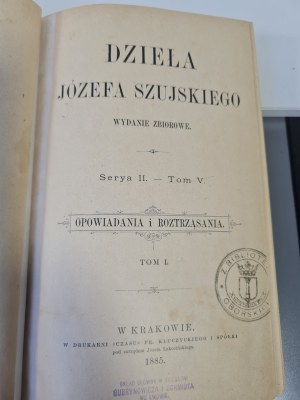 DZIEŁA
JÓZEFA SZUJSKIEGO
WYDANIE ZBIOROWE.
Serya II. — Tom V.
OPOWIADANIA i ROZTRZĄSANIA.
TOM I.
Z BIBLIOTEKI
W KRAKOWIE,
W DRUKARNI „CZASU“ FR. KLUCZYCKIEGO I SPÓŁKI
pod zarządem Józefa Łakocińskiego
1885.